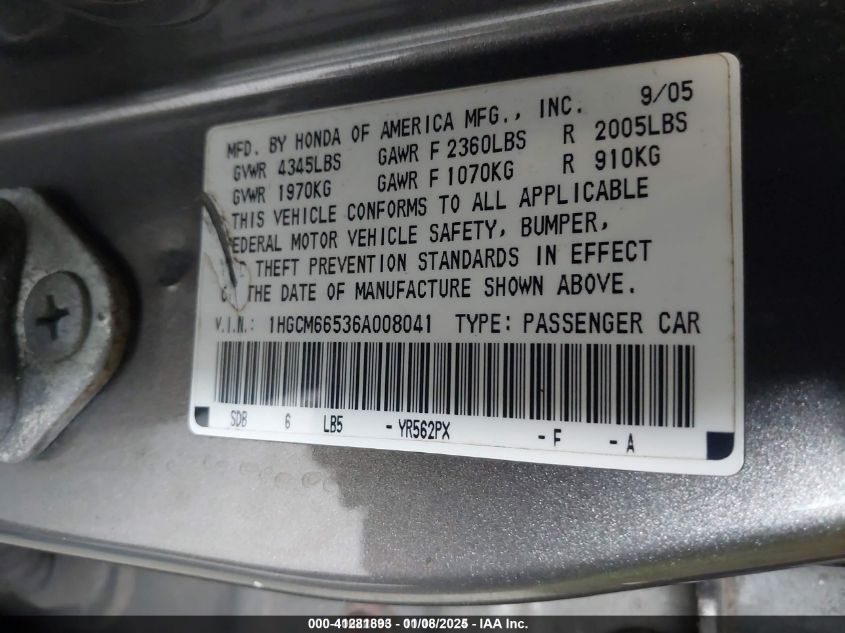 MFD. BY HONDA OF AMERICA MFG., INC. 9/05
GVWR 4345LBS GAWR F 2360LBS R 2005LBS
GVWR 1970KG GAWR F 1070KG R 910KG
THIS VEHICLE CONFORMS TO ALL APPLICABLE
FEDERAL MOTOR VEHICLE SAFETY, BUMPER,
THEFT PREVENTION STANDARDS IN EFFECT
THE DATE OF MANUFACTURE SHOWN ABOVE.
V.I.N.: 1HGCM66536A008041 TYPE: PASSENGER CAR
SDB 6 LB5 -YR562PX -F -A
000-41281893 - 01/08/2025 - IAA Inc.